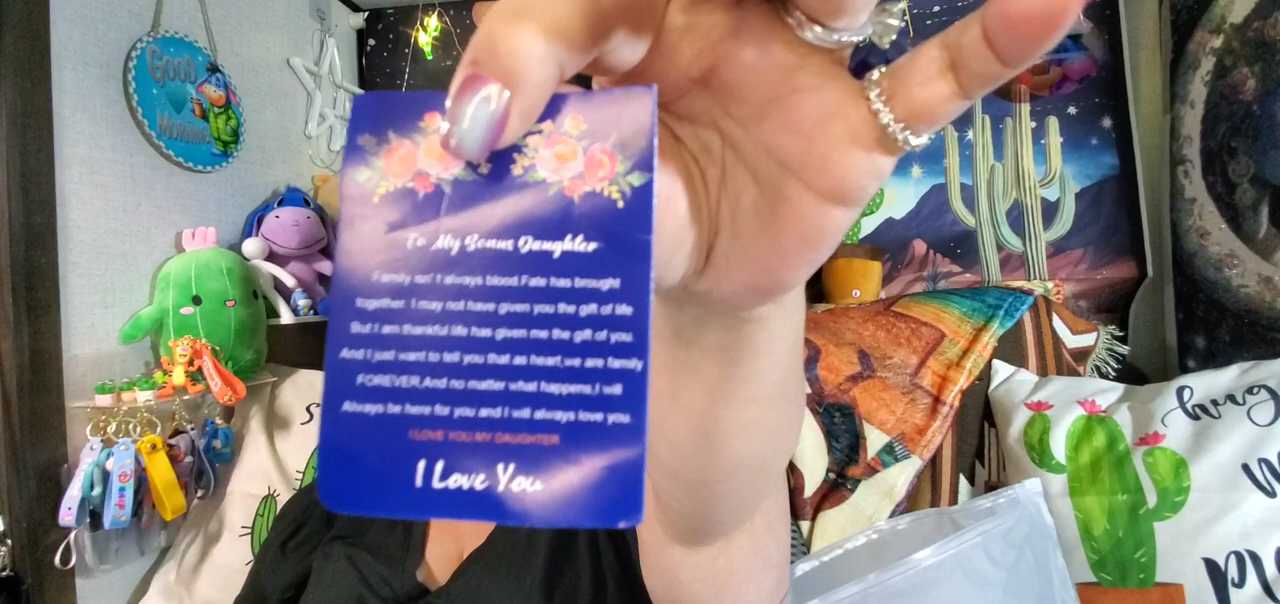 GOOD
MORNING
To My Bonus Daughter
Family isn' t always blood.Fate has brought
together. I may not have given you the gift of life
But I am thankful life has given me the gift of you.
And I just want to tell you that as heart,we are family
FOREVER.And no matter what happens,I will
Always be here for you and I will always love you.
I LOVE YOU MY DAUGHTER
I Love You
hug